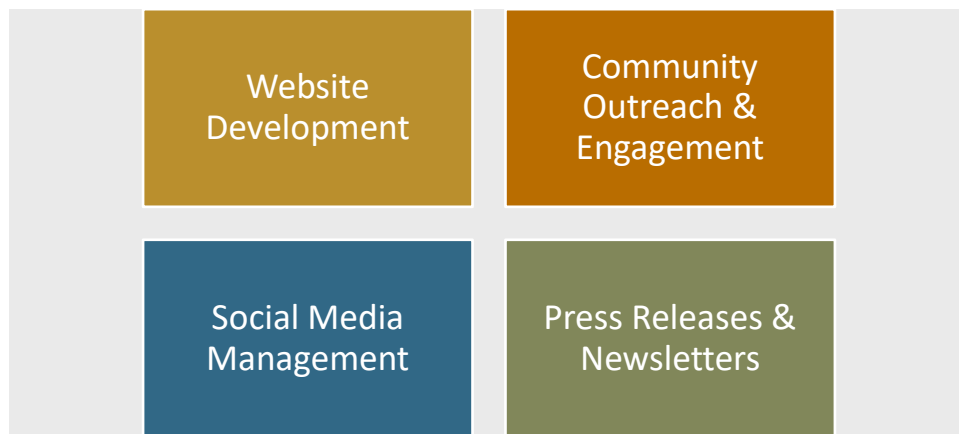 Website
Development
Community
Outreach &
Engagement
Social Media
Management
Press Releases &
Newsletters